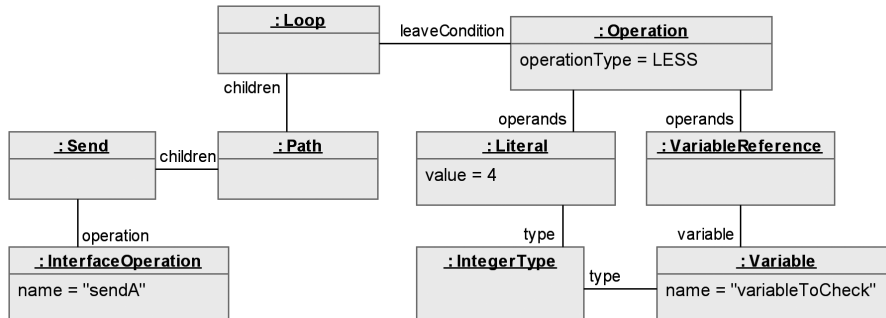 : Loop
leaveCondition
: Operation
operationType = LESS
children
operands
operands
: Send
children
: Path
: Literal
value = 4
: VariableReference
operation
type
variable
: InterfaceOperation
name = "sendA"
: IntegerType
type
: Variable
name = "variableToCheck"